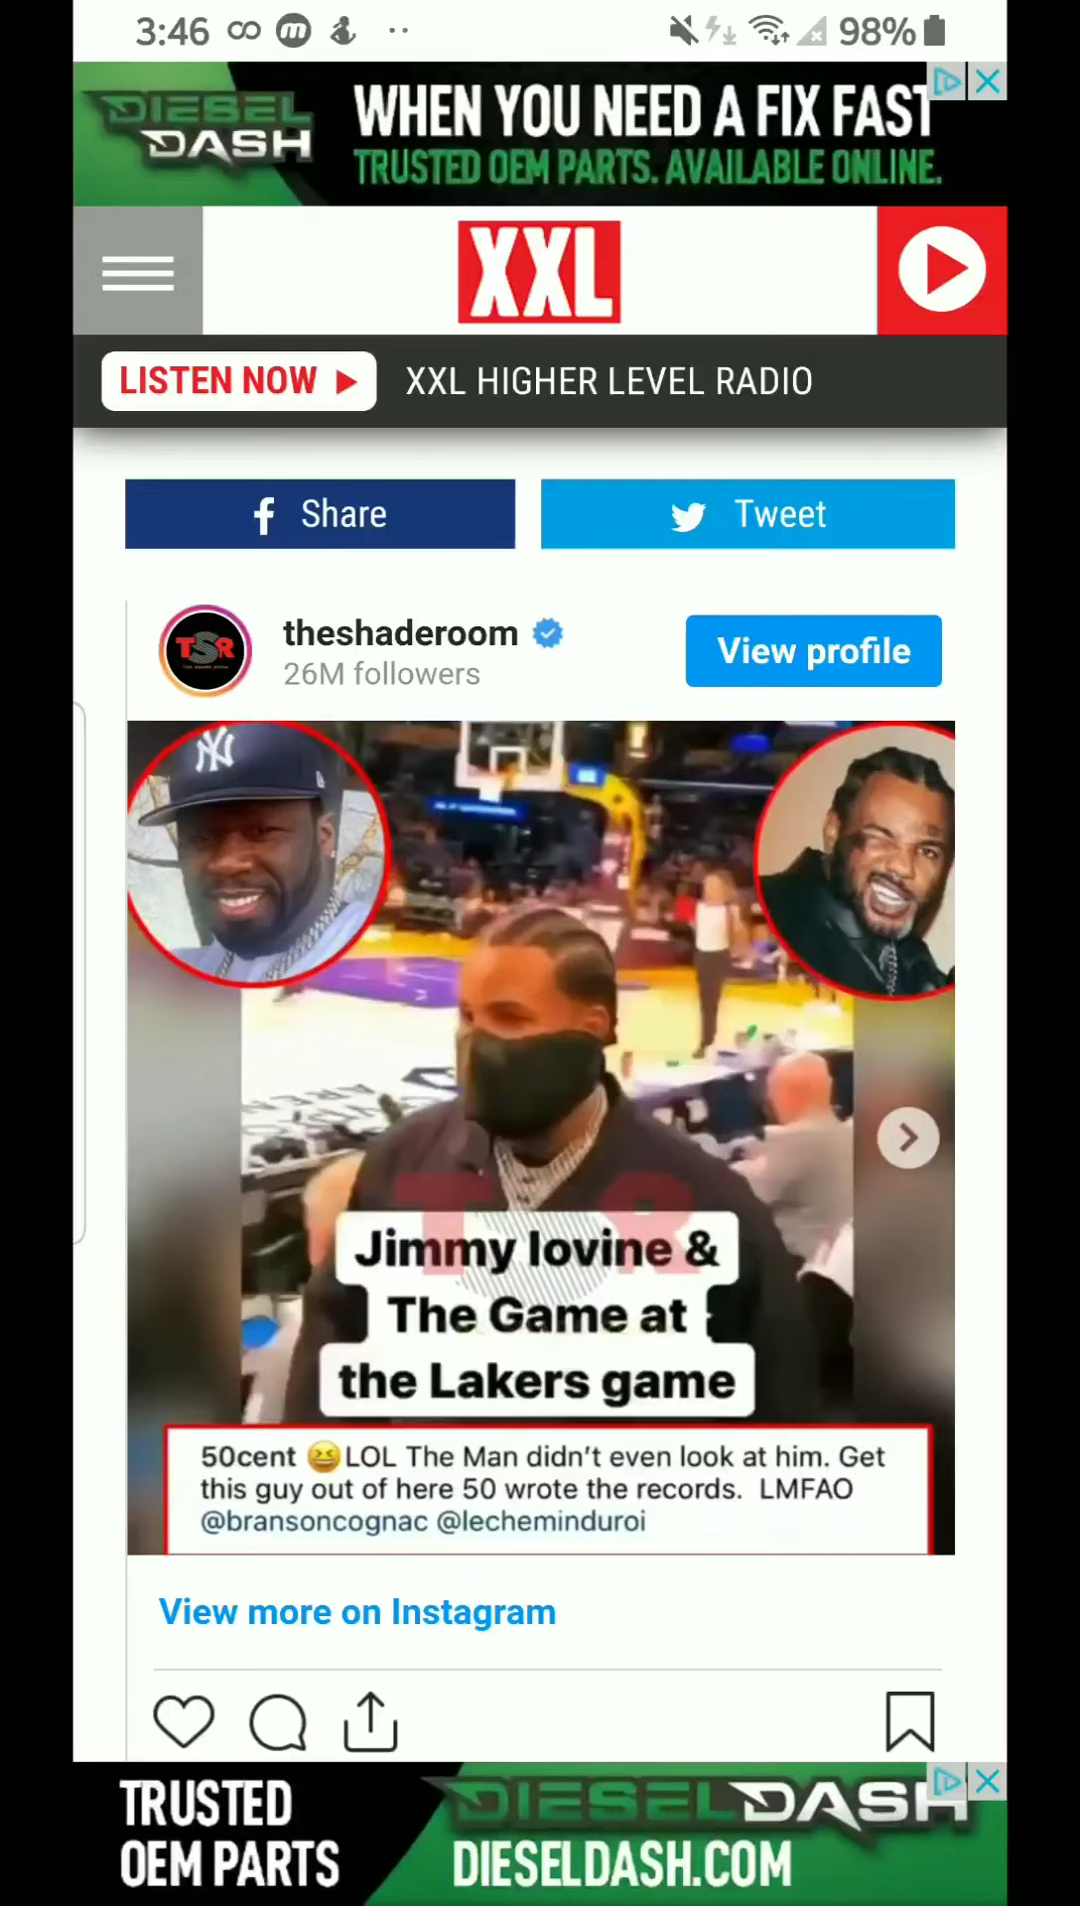 3:46
98%
DIESEL
DASH
WHEN YOU NEED A FIX FAST
TRUSTED OEM PARTS. AVAILABLE ONLINE.
XXL
LISTEN NOW
XXL HIGHER LEVEL RADIO
Share
Tweet
TSR
theshaderoom
26M followers
View profile
NY
TSR
Jimmy Iovine &
The Game at
the Lakers game
50cent 😆 LOL The Man didn't even look at him. Get
this guy out of here 50 wrote the records. LMFAO
@bransoncognac @lecheminduroi
View more on Instagram
TRUSTED
OEM PARTS
DIESELDASH
DIESELDASH.COM